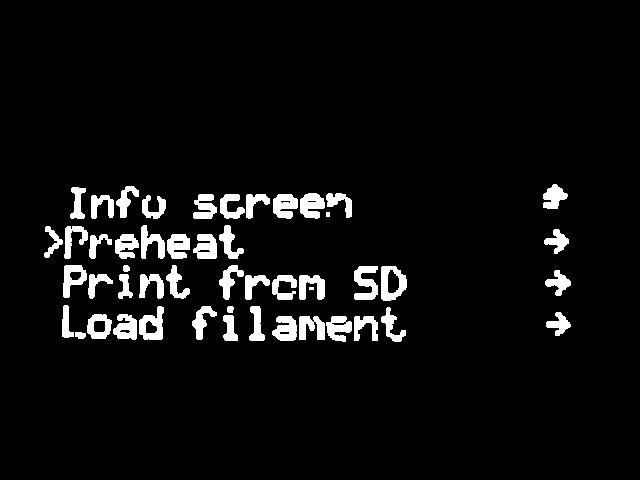 Info screen
>Preheat →
Print from SD →
Load filament →